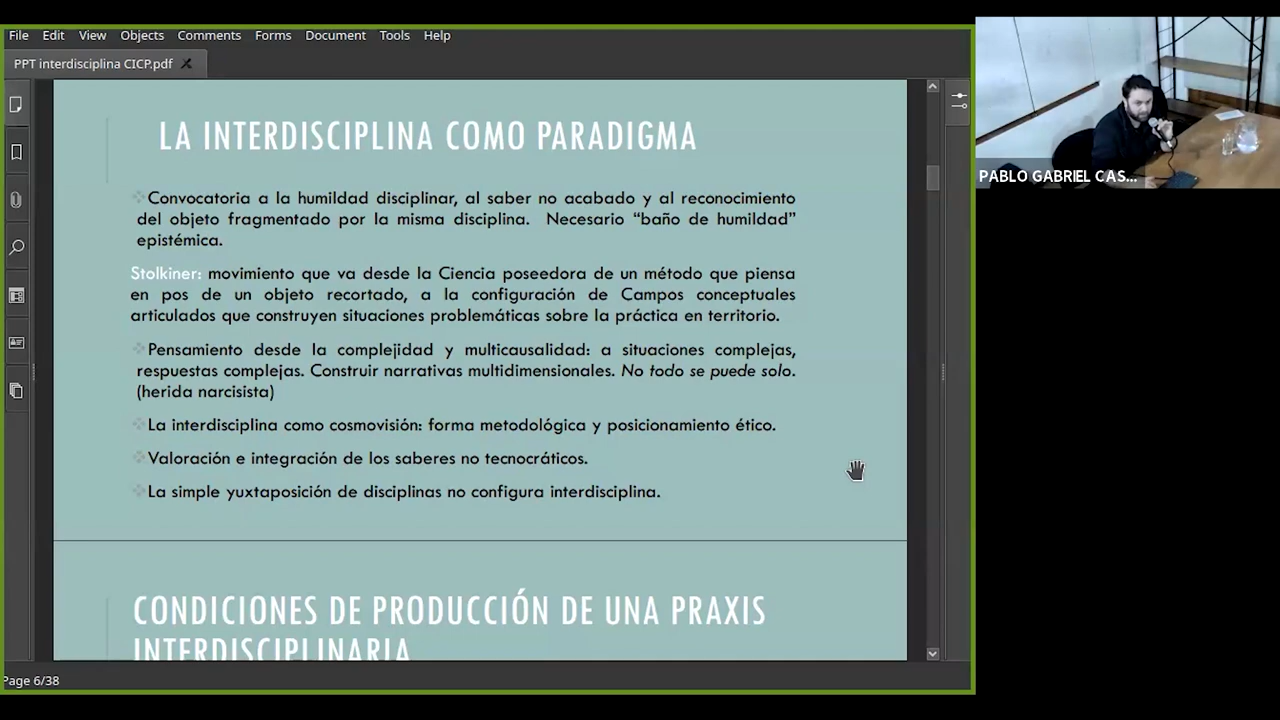 File Edit View Objects Comments Forms Document Tools Help
PPT interdisciplina CICP.pdf
LA INTERDISCIPLINA COMO PARADIGMA
Convocatoria a la humildad disciplinar, al saber no acabado y al reconocimiento
del objeto fragmentado por la misma disciplina. Necesario “baño de humildad”
epistémica.
Stolkiner: movimiento que va desde la Ciencia poseedora de un método que piensa
en pos de un objeto recortado, a la configuración de Campos conceptuales
articulados que construyen situaciones problemáticas sobre la práctica en territorio.
Pensamiento desde la complejidad y multicausalidad: a situaciones complejas,
respuestas complejas. Construir narrativas multidimensionales. No todo se puede solo.
(herida narcisista)
La interdisciplina como cosmovisión: forma metodológica y posicionamiento ético.
Valoración e integración de los saberes no tecnocráticos.
La simple yuxtaposición de disciplinas no configura interdisciplina.
CONDICIONES DE PRODUCCIÓN DE UNA PRAXIS
INTERDISCIPLINARIA
Page 6/38
PABLO GABRIEL CAS...